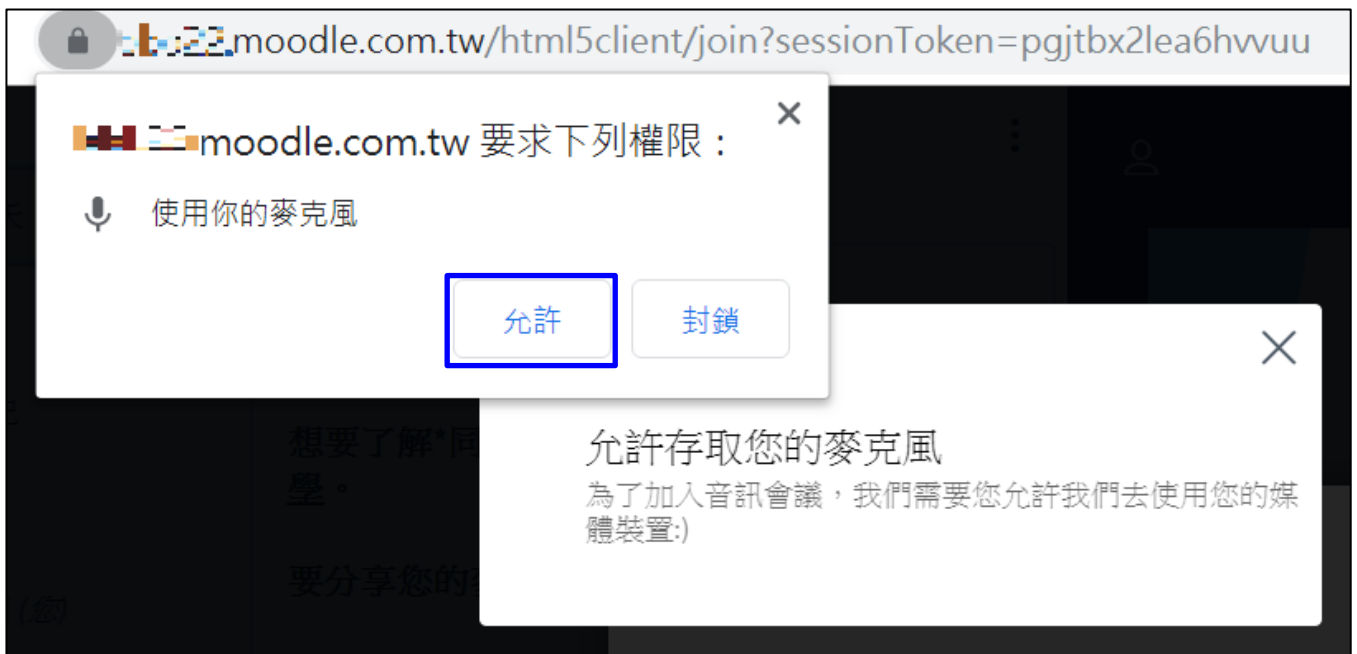 moodle.com.tw/html5client/join?sessionToken=pgjtbx2lea6hvvuu
moodle.com.tw 要求下列權限：
使用你的麥克風
允許
封鎖
允許存取您的麥克風
為了加入音訊會議，我們需要您允許我們去使用您的媒
體裝置:)
想要了解*同
學。
要分享您的
(您)